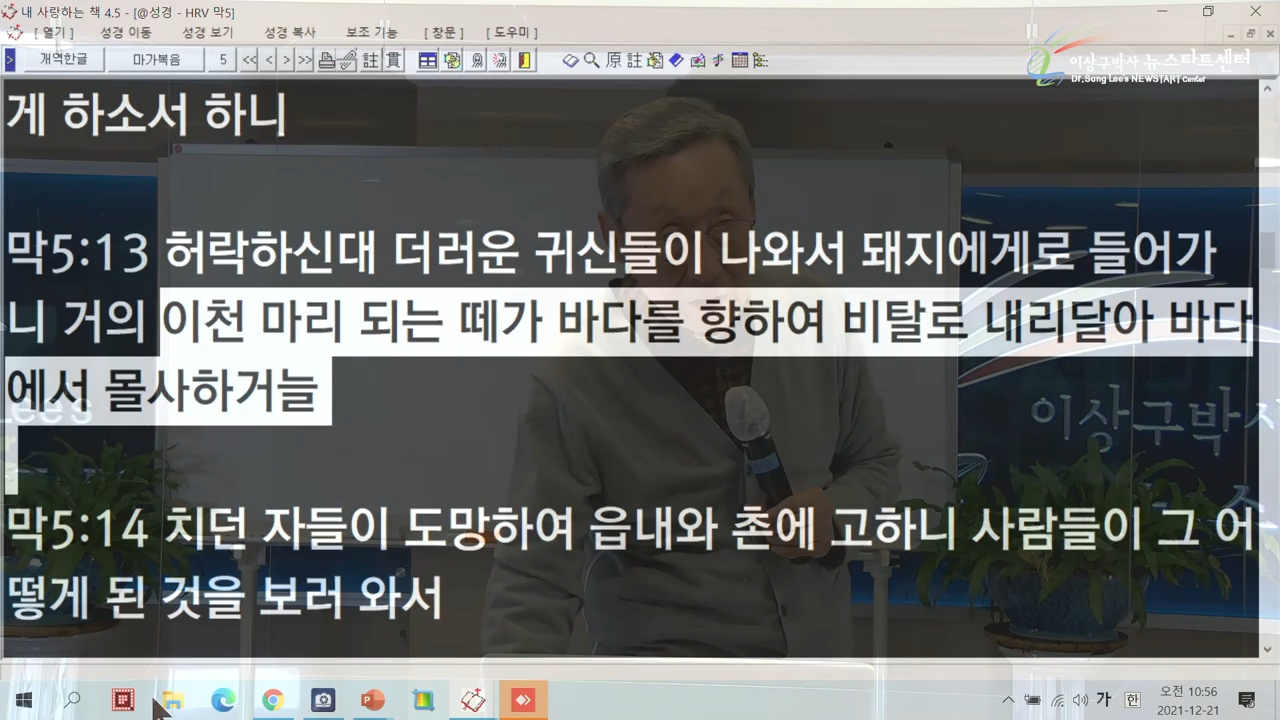 내 사랑하는 책 4.5 - [@성경 - HRV 막5]
[ 열기 ] 성경 이동 성경 보기 성경 복사 보조 기능 [ 창문 ] [ 도우미 ]
개역한글 마가복음 5 << < > >> 註 貫 原 註
이상구박사 뉴스타트센터
Dr.Sang Lee's NEWSTART Center
게 하소서 하니
막5:13 허락하신대 더러운 귀신들이 나와서 돼지에게로 들어가
니 거의 이천 마리 되는 떼가 바다를 향하여 비탈로 내리달아 바다
에서 몰사하거늘
Lee's
이상구박사
막5:14 치던 자들이 도망하여 읍내와 촌에 고하니 사람들이 그 어
떻게 된 것을 보러 와서
가 한 오전 10:56
2021-12-21